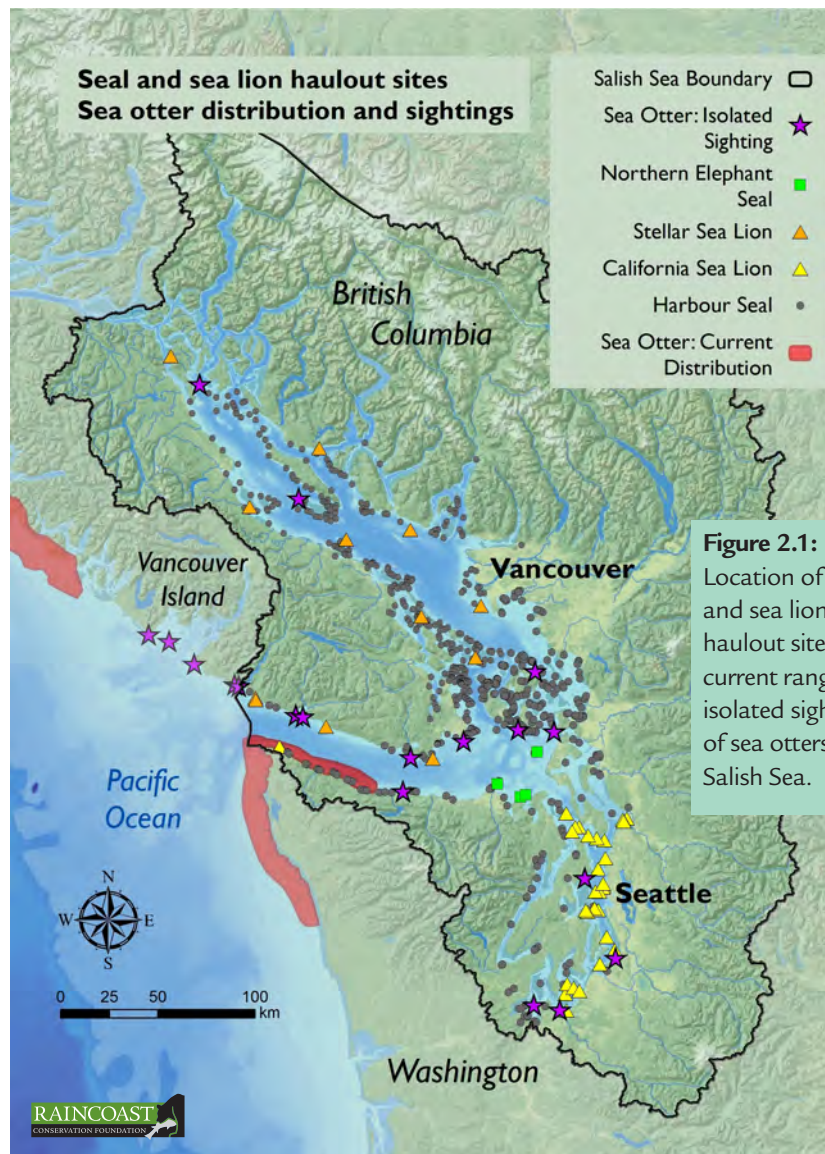 Seal and sea lion haulout sites
Sea otter distribution and sightings
Salish Sea Boundary
Sea Otter: Isolated
Sighting
Northern Elephant
Seal
Stellar Sea Lion
California Sea Lion
Harbour Seal
Sea Otter: Current
Distribution
British
Columbia
Vancouver
Vancouver
Island
Figure 2.1:
Location of
and sea lion
haulout site
current rang
isolated sigh
of sea otters
Salish Sea.
Pacific
Ocean
Seattle
N
W
E
S
0 25 50 100
km
Washington
RAINCOAST
CONSERVATION FOUNDATION